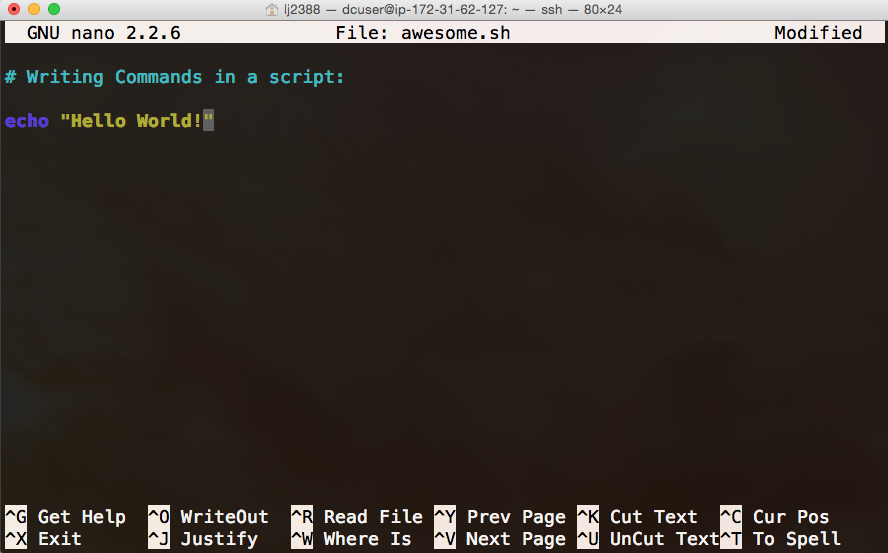 lj2388 — dcuser@ip-172-31-62-127: ~ — ssh — 80×24
GNU nano 2.2.6 File: awesome.sh Modified
# Writing Commands in a script:
echo "Hello World!"
^G Get Help ^O WriteOut ^R Read File ^Y Prev Page ^K Cut Text ^C Cur Pos
^X Exit ^J Justify ^W Where Is ^V Next Page ^U UnCut Text ^T To Spell